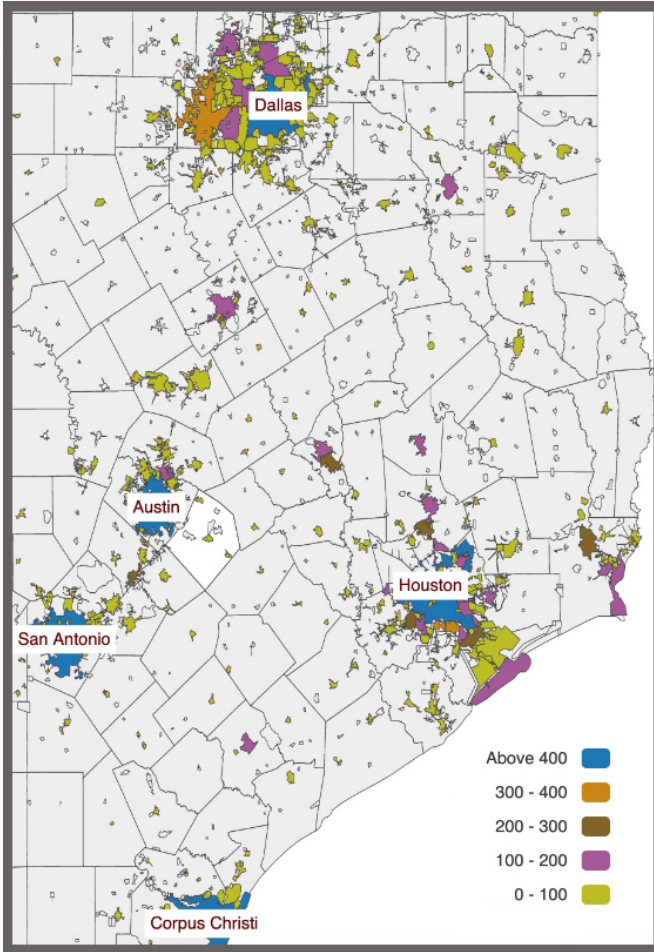 Dallas
Austin
Houston
San Antonio
Above 400
300 - 400
200 - 300
100 - 200
0 - 100
Corpus Christi